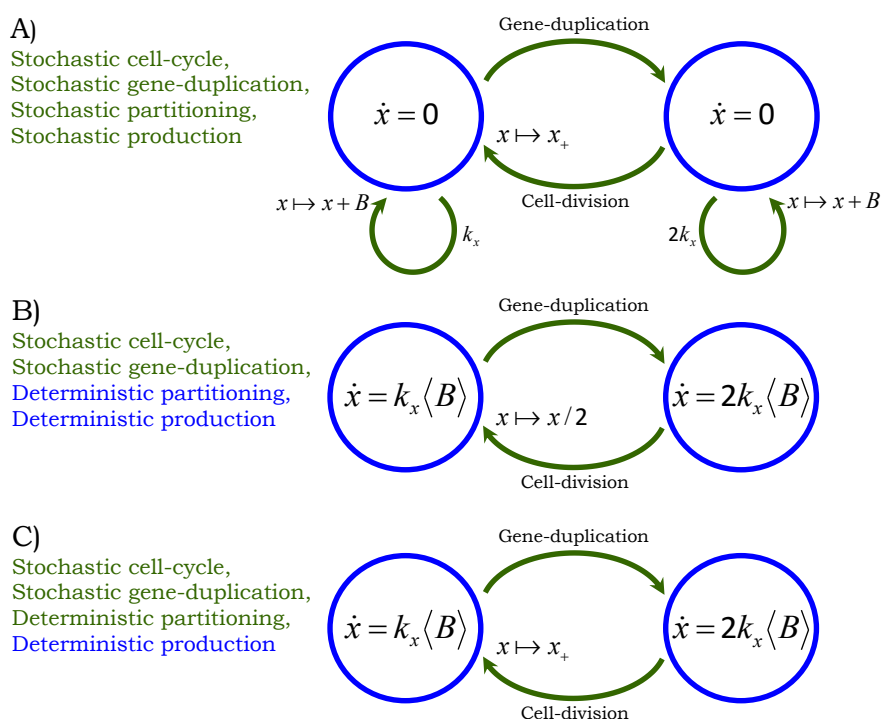 A)
Stochastic cell-cycle,
Stochastic gene-duplication,
Stochastic partitioning,
Stochastic production
Gene-duplication
ẋ = 0
ẋ = 0
x ↦ x₊
Cell-division
x ↦ x + B
kₓ
2kₓ
x ↦ x + B
B)
Stochastic cell-cycle,
Stochastic gene-duplication,
Deterministic partitioning,
Deterministic production
Gene-duplication
ẋ = kₓ⟨B⟩
ẋ = 2kₓ⟨B⟩
x ↦ x / 2
Cell-division
C)
Stochastic cell-cycle,
Stochastic gene-duplication,
Deterministic partitioning,
Deterministic production
Gene-duplication
ẋ = kₓ⟨B⟩
ẋ = 2kₓ⟨B⟩
x ↦ x₊
Cell-division